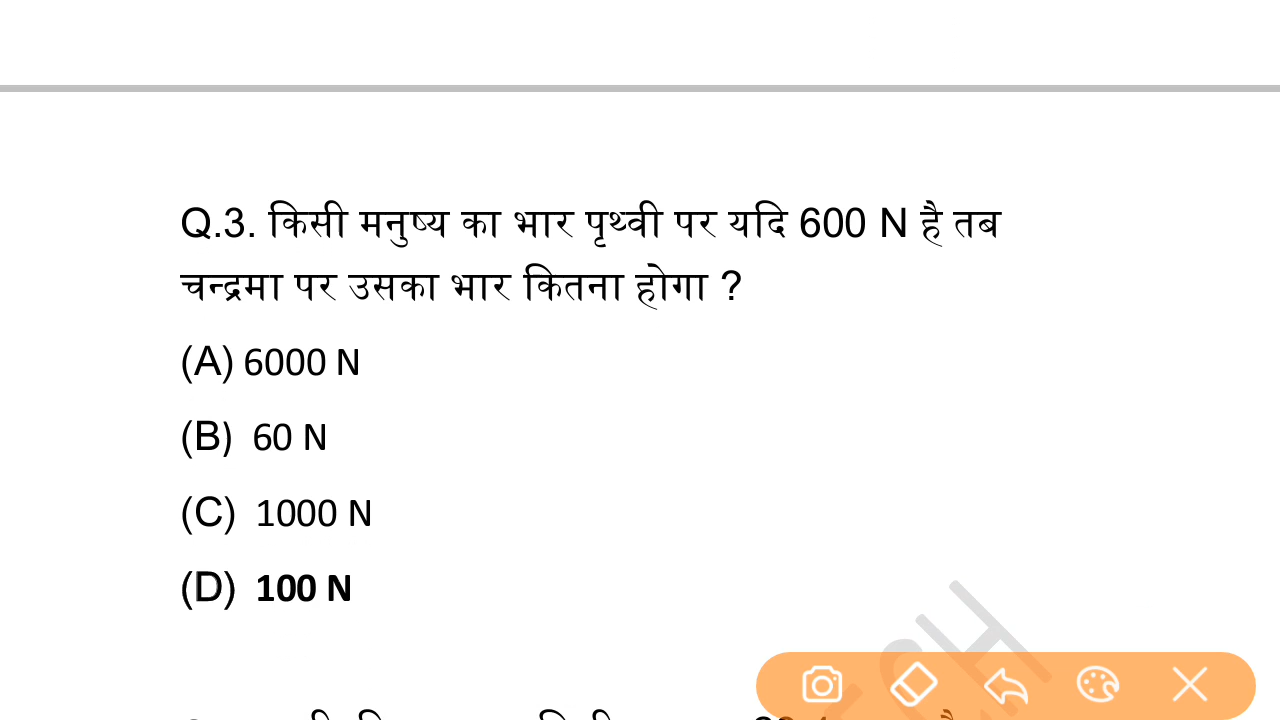 Q.3. किसी मनुष्य का भार पृथ्वी पर यदि 600 N है तब
चन्द्रमा पर उसका भार कितना होगा ?
(A) 6000 N
(B) 60 N
(C) 1000 N
(D) 100 N